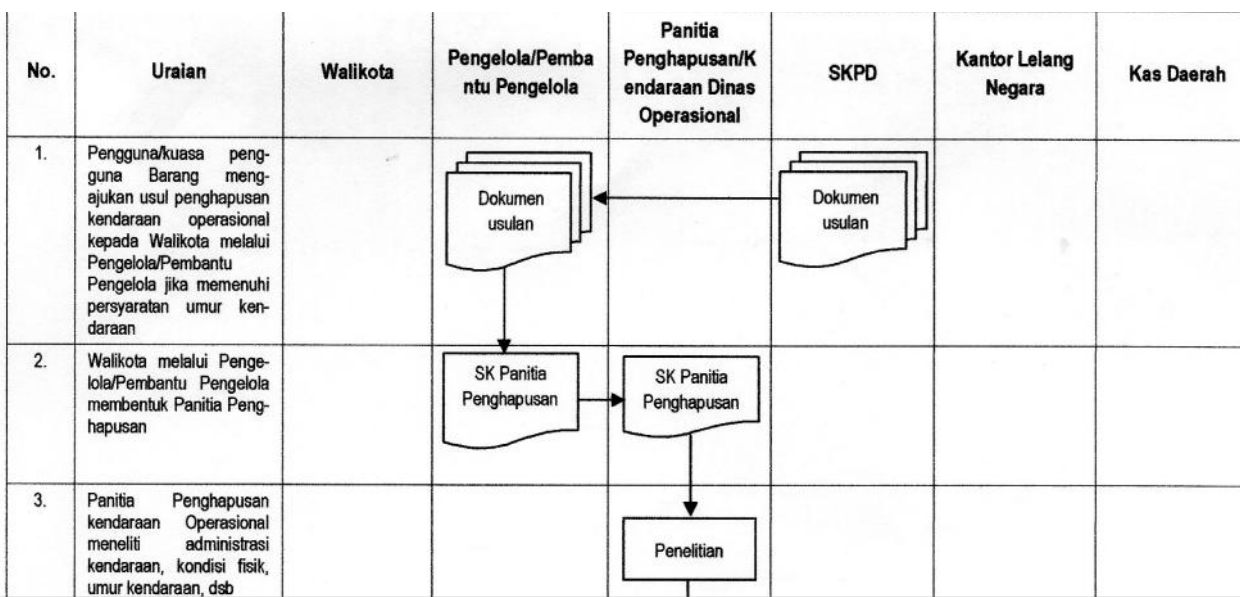 No.
Uraian
Walikota
Pengelola/Pemba
ntu Pengelola
Panitia
Penghapusan/K
endaraan Dinas
Operasional
SKPD
Kantor Lelang
Negara
Kas Daerah
1.
Pengguna/kuasa peng-
guna Barang meng-
ajukan usul penghapusan
kendaraan operasional
kepada Walikota melalui
Pengelola/Pembantu
Pengelola jika memenuhi
persyaratan umur ken-
daraan
Dokumen
usulan
Dokumen
usulan
2.
Walikota melalui Penge-
lola/Pembantu Pengelola
membentuk Panitia Peng-
hapusan
SK Panitia
Penghapusan
SK Panitia
Penghapusan
3.
Panitia Penghapusan
kendaraan Operasional
meneliti administrasi
kendaraan, kondisi fisik,
umur kendaraan, dsb
Penelitian